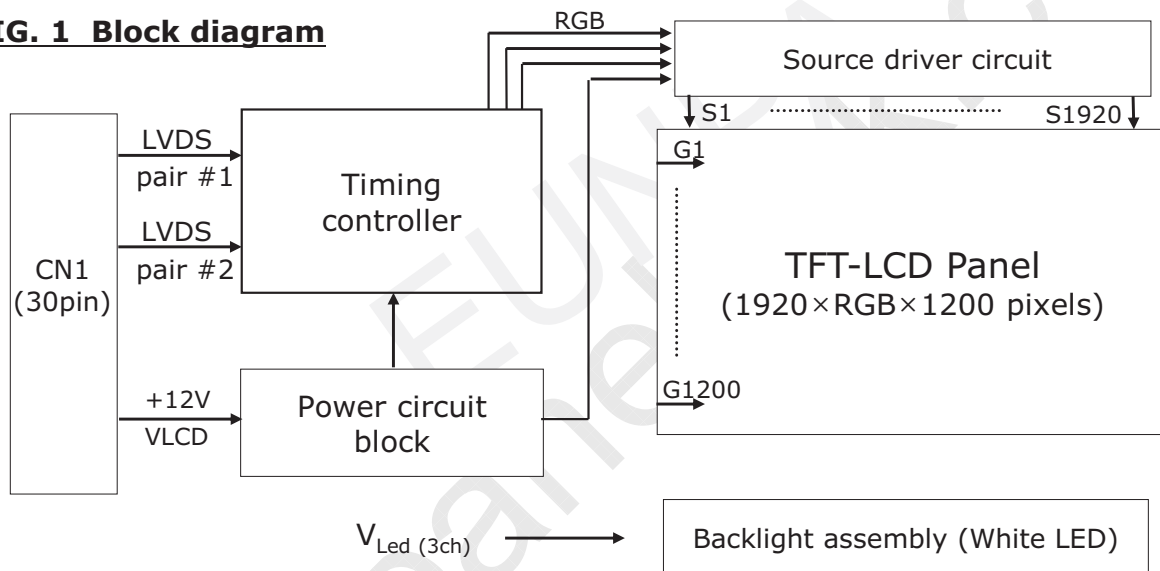 IG. 1 Block diagram
RGB
Source driver circuit
S1
S1920
CN1
(30pin)
LVDS
pair #1
LVDS
pair #2
Timing
controller
G1
TFT-LCD Panel
(1920×RGB×1200 pixels)
G1200
+12V
VLCD
Power circuit
block
V Led (3ch)
Backlight assembly (White LED)